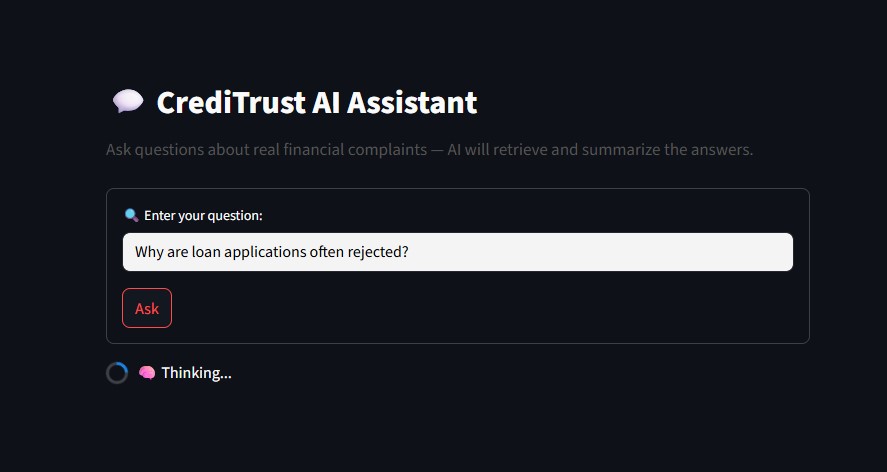 💬 CrediTrust AI Assistant
Ask questions about real financial complaints — AI will retrieve and summarize the answers.
🔍 Enter your question:
Why are loan applications often rejected?
Ask
🧠 Thinking...